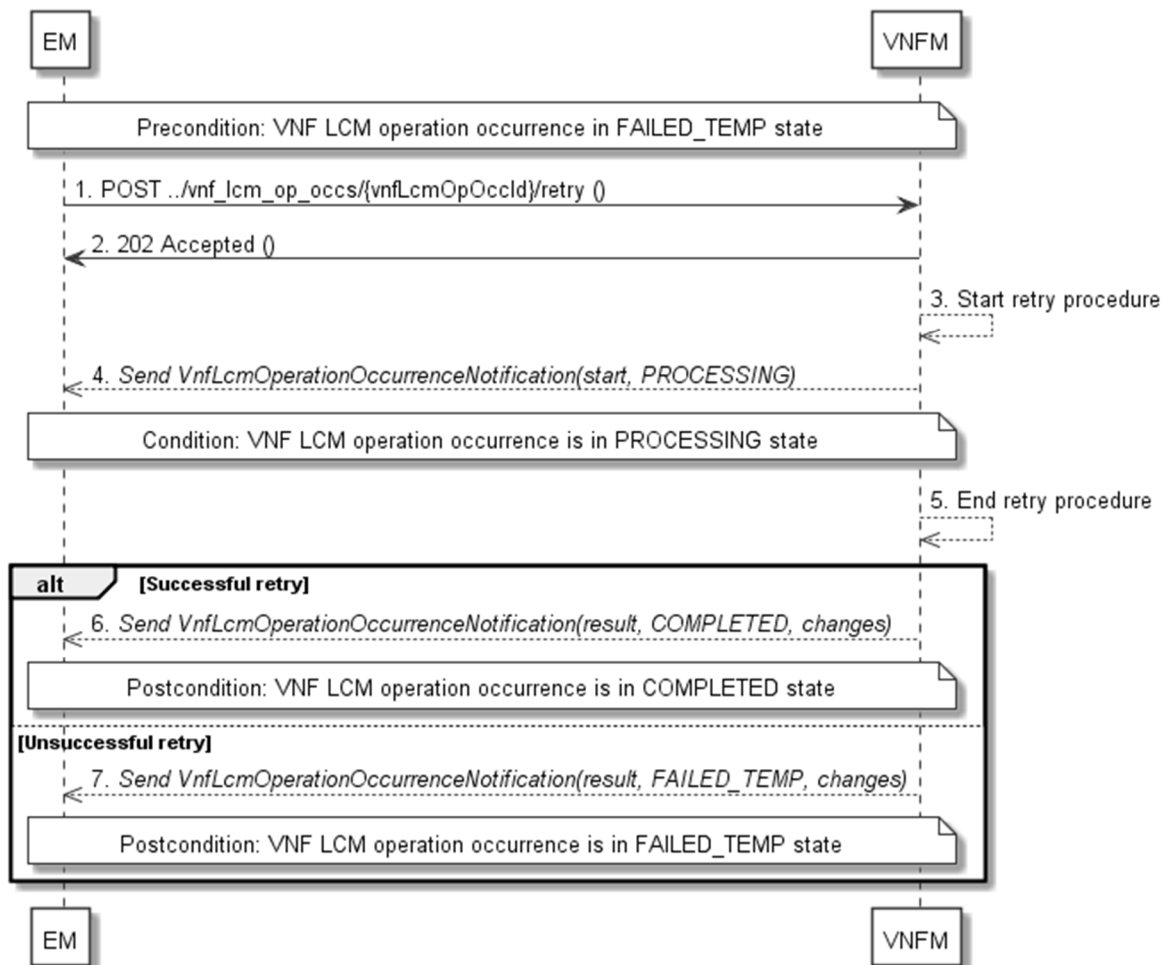 EM
VNFM
Precondition: VNF LCM operation occurrence in FAILED_TEMP state
1. POST ../vnf_lcm_op_occs/{vnfLcmOpOccId}/retry ()
2. 202 Accepted ()
3. Start retry procedure
4. Send VnfLcmOperationOccurrenceNotification(start, PROCESSING)
Condition: VNF LCM operation occurrence is in PROCESSING state
5. End retry procedure
alt [Successful retry]
6. Send VnfLcmOperationOccurrenceNotification(result, COMPLETED, changes)
Postcondition: VNF LCM operation occurrence is in COMPLETED state
[Unsuccessful retry]
7. Send VnfLcmOperationOccurrenceNotification(result, FAILED_TEMP, changes)
Postcondition: VNF LCM operation occurrence is in FAILED_TEMP state
EM
VNFM